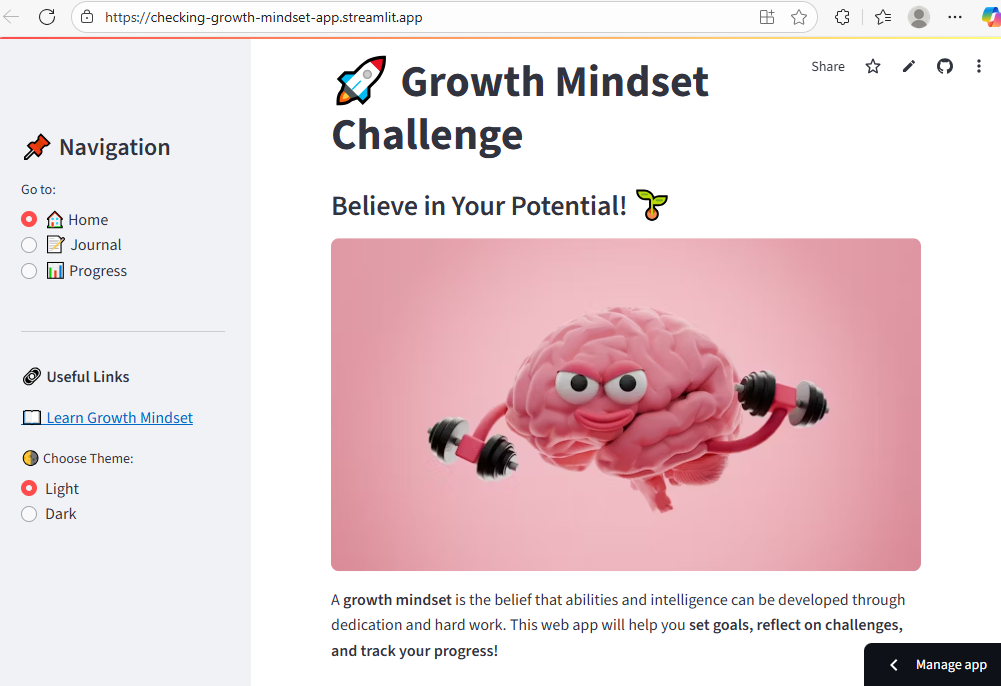 https://checking-growth-mindset-app.streamlit.app
Share
📌 Navigation
Go to:
🏠 Home
📝 Journal
📊 Progress
🔗 Useful Links
📖 Learn Growth Mindset
🌗 Choose Theme:
Light
Dark
🚀 Growth Mindset
Challenge
Believe in Your Potential! 🌱
A growth mindset is the belief that abilities and intelligence can be developed through
dedication and hard work. This web app will help you set goals, reflect on challenges,
and track your progress!
Manage app